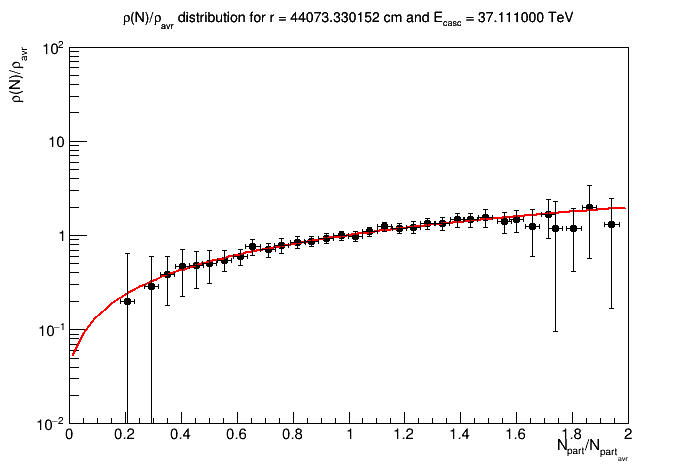 ρ(N)/ρ_avr distribution for r = 44073.330152 cm and E_casc = 37.111000 TeV
ρ(N)/ρ_avr
10²
10
1
10⁻¹
10⁻²
0 0.2 0.4 0.6 0.8 1 1.2 1.4 1.6 1.8 2
N_part/N_part_avr